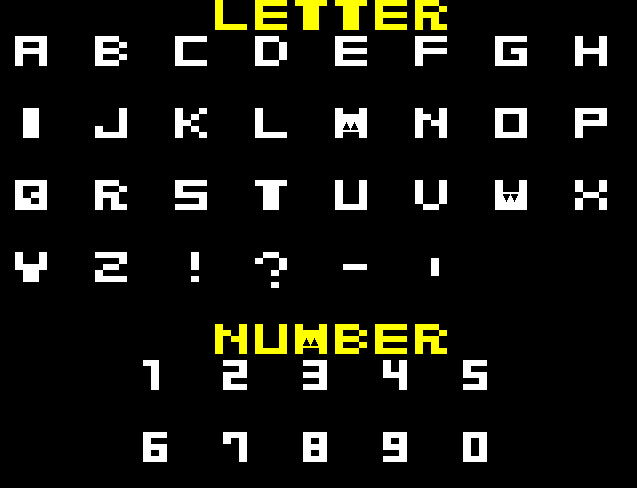 LETTER
A B C D E F G H
I J K L M N O P
Q R S T U V W X
Y Z ! ? - '
NUMBER
1 2 3 4 5
6 7 8 9 0